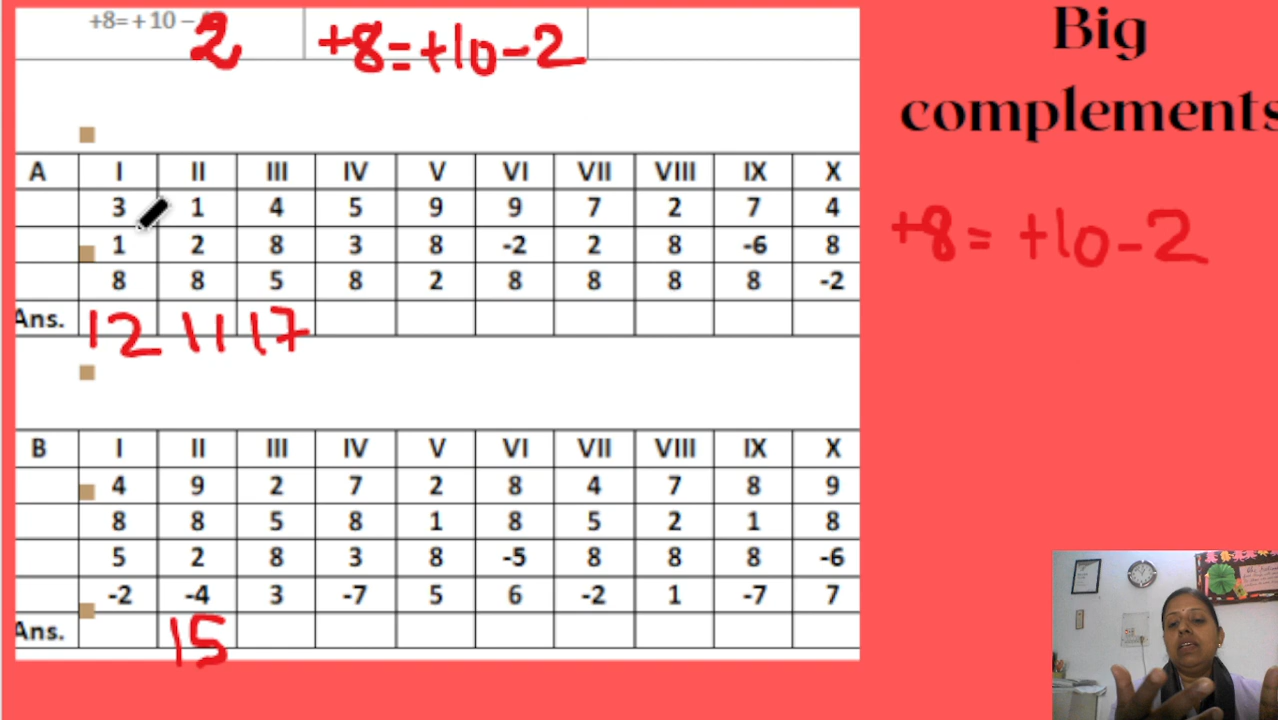 +8= + 10 – 2
+8=+10-2
Big
complements
+8= +10-2
A I II III IV V VI VII VIII IX X
3 1 4 5 9 9 7 2 7 4
1 2 8 3 8 -2 2 8 -6 8
8 8 5 8 2 8 8 8 8 -2
Ans. 12 11 17
B I II III IV V VI VII VIII IX X
4 9 2 7 2 8 4 7 8 9
8 8 5 8 1 8 5 2 1 8
5 2 8 3 8 -5 8 8 8 -6
-2 -4 3 -7 5 6 -2 1 -7 7
Ans. 15